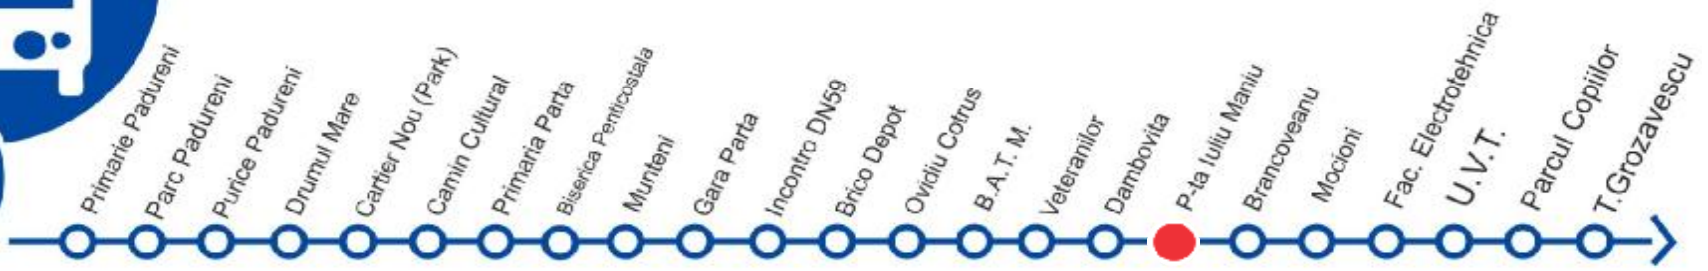 Primarie Padureni
Parc Padureni
Purice Padureni
Drumul Mare
Cartier Nou (Park)
Camin Cultural
Primaria Parta
Biserica Penticostala
Munteni
Gara Parta
Incontro DN59
Brico Depot
Ovidiu Cotrus
B.A.T.M.
Veteranilor
Dambovita
P-ta Iuliu Maniu
Brancoveanu
Mocioni
Fac. Electrotehnica
U.V.T.
Parcul Copiilor
T.Grozavescu